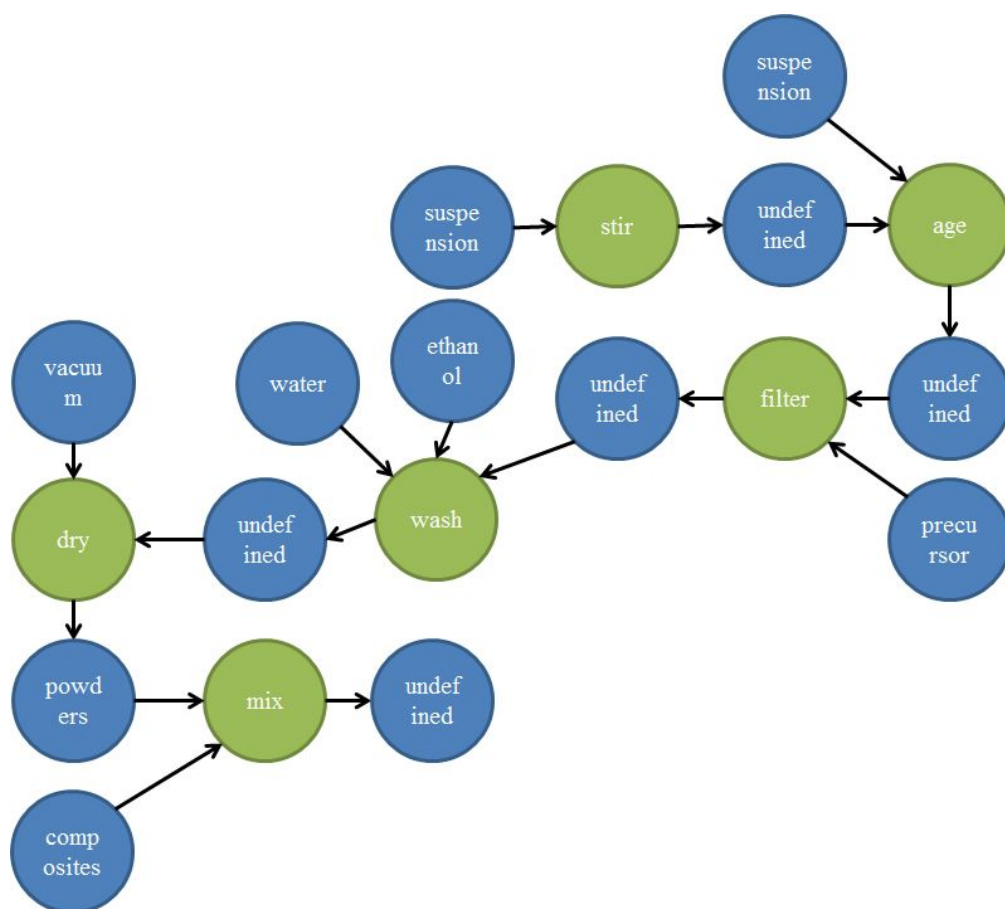 suspe
nsion
suspe
nsion
stir
undef
ined
age
vacuu
m
water
ethan
ol
undef
ined
filter
undef
ined
dry
undef
ined
wash
precu
rsor
powd
ers
mix
undef
ined
comp
osites